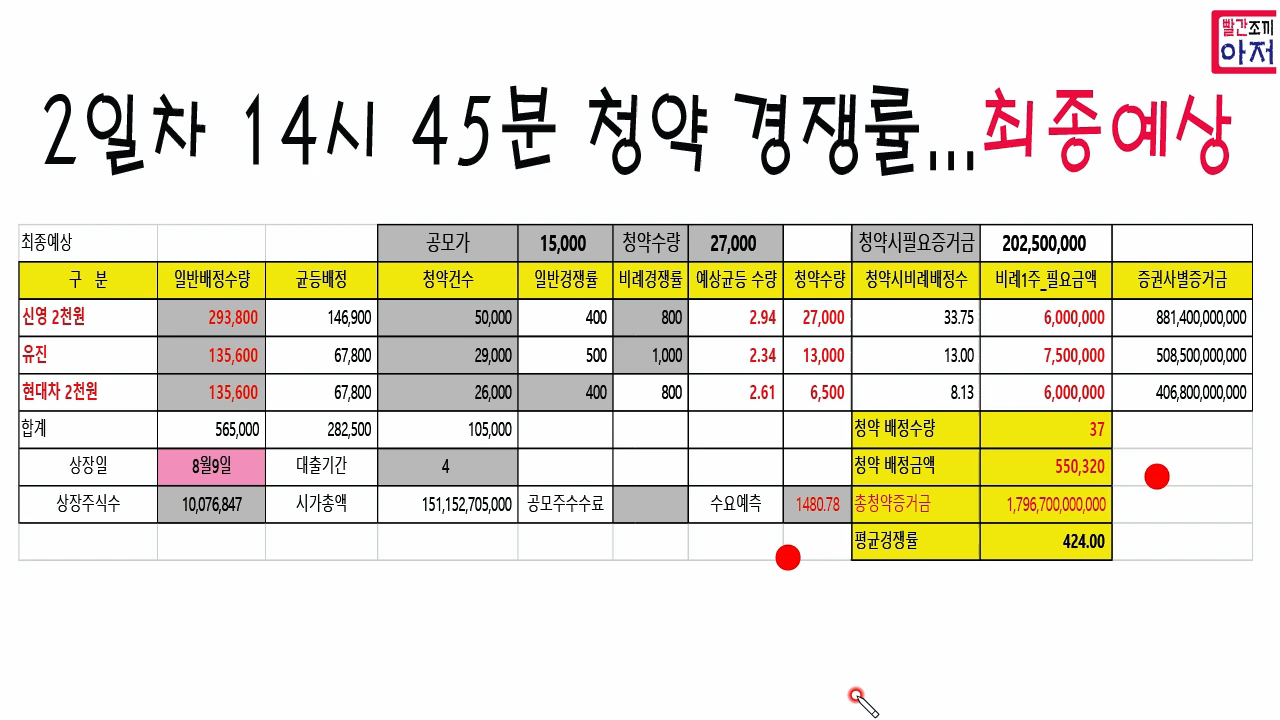 빨간조끼
아저
2일차 14시 45분 청약 경쟁률...최종예상
최종예상 공모가 15,000 청약수량 27,000 청약시필요증거금 202,500,000
구 분 일반배정수량 균등배정 청약건수 일반경쟁률 비례경쟁률 예상균등 수량 청약수량 청약시비례배정수 비례1주_필요금액 증권사별증거금
신영 2천원 293,800 146,900 50,000 400 800 2.94 27,000 33.75 6,000,000 881,400,000,000
유진 135,600 67,800 29,000 500 1,000 2.34 13,000 13.00 7,500,000 508,500,000,000
현대차 2천원 135,600 67,800 26,000 400 800 2.61 6,500 8.13 6,000,000 406,800,000,000
합계 565,000 282,500 105,000 청약 배정수량 37
상장일 8월9일 대출기간 4 청약 배정금액 550,320
상장주식수 10,076,847 시가총액 151,152,705,000 공모주수수료 수요예측 1480.78 총청약증거금 1,796,700,000,000
평균경쟁률 424.00